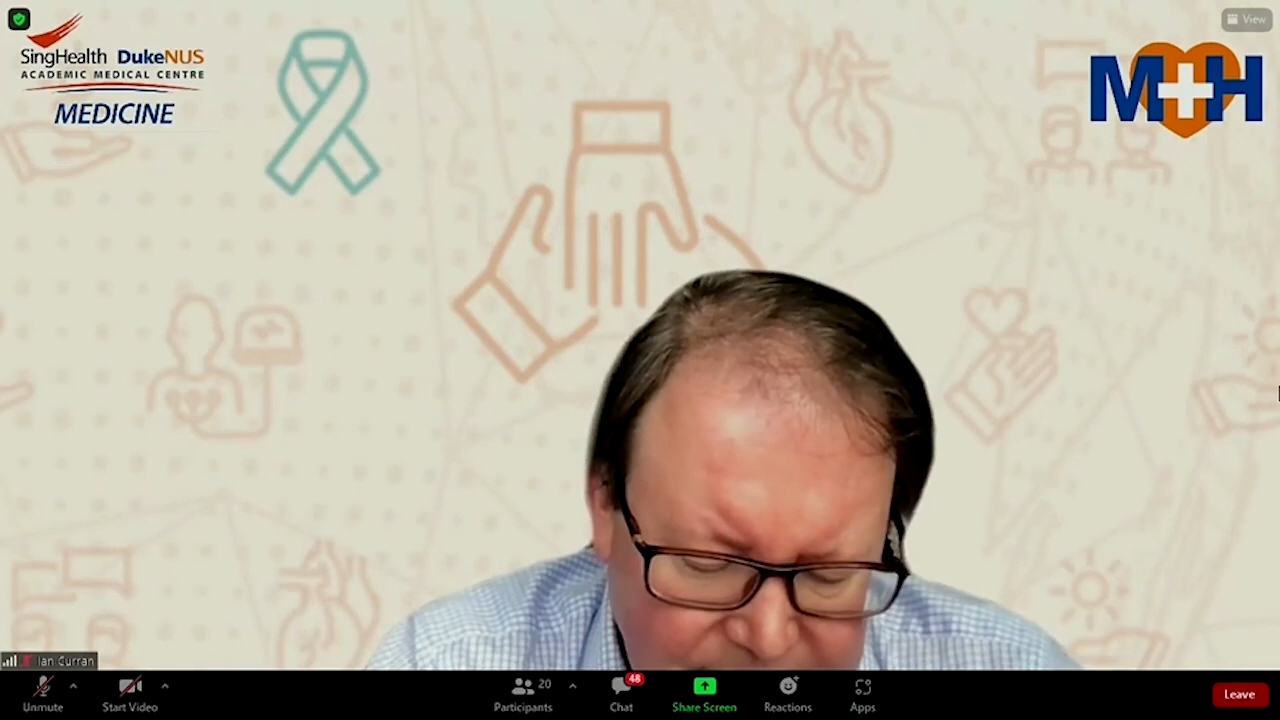 SingHealth DukeNUS
ACADEMIC MEDICAL CENTRE
MEDICINE
View
M+H
Ian Curran
Unmute
Start Video
20
Participants
48
Chat
Share Screen
Reactions
Apps
Leave